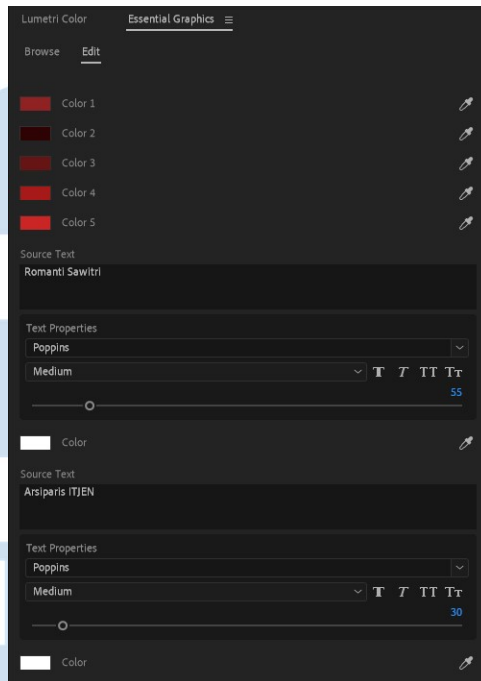 Lumetri Color Essential Graphics
Browse Edit
Color 1
Color 2
Color 3
Color 4
Color 5
Source Text
Romanti Sawitri
Text Properties
Poppins
Medium T T TT Tт
55
Color
Source Text
Arsiparis ITJEN
Text Properties
Poppins
Medium T T TT Tт
30
Color